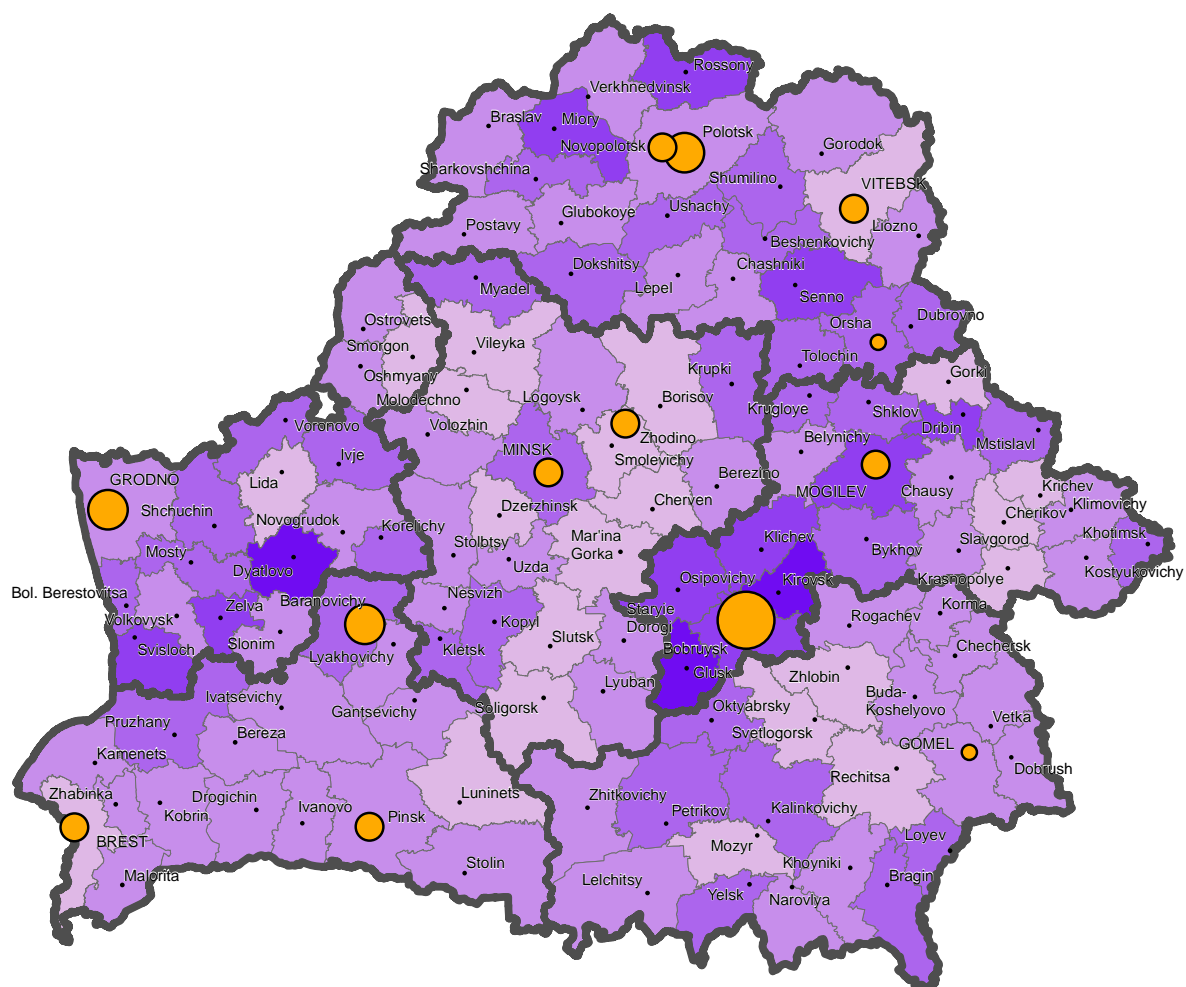 Rossony
Verkhnedvinsk
Braslav
Miory
Polotsk
Novopolotsk
Gorodok
Sharkovshchina
Shumilino
VITEBSK
Glubokoye
Ushachy
Postavy
Liozno
Beshenkovichy
Dokshitsy
Chashniki
Myadel
Lepel
Senno
Ostrovets
Orsha
Dubrovno
Smorgon
Vileyka
Tolochin
Oshmyany
Krupki
Gorki
Molodechno
Logoysk
Borisov
Krugloye
Shklov
Voronovo
Volozhin
Zhodino
Belynichy
Dribin
Mstislavl
MINSK
Smolevichy
Ivje
Berezino
GRODNO
Lida
Cherven
MOGILEV
Chausy
Krichev
Shchuchin
Novogrudok
Dzerzhinsk
Klimovichy
Korelichy
Mar'ina
Gorka
Cherikov
Khotimsk
Mosty
Stolbtsy
Klichev
Bykhov
Slavgorod
Uzda
Dyatlovo
Osipovichy
Kirovsk
Krasnopolye
Kostyukovichy
Bol. Berestovitsa
Nesvizh
Baranovichy
Zelva
Staryie
Dorogi
Korma
Volkovysk
Kopyl
Rogachev
Slonim
Slutsk
Svisloch
Lyakhovichy
Kletsk
Bobruysk
Chechersk
Glusk
Zhlobin
Lyuban
Ivatsevichy
Buda-
Koshelyovo
Gantsevichy
Soligorsk
Oktyabrsky
Pruzhany
Vetka
Bereza
Svetlogorsk
GOMEL
Kamenets
Rechitsa
Dobrush
Zhabinka
Drogichin
Luninets
Zhitkovichy
Ivanovo
Kobrin
Pinsk
Petrikov
Kalinkovichy
BREST
Mozyr
Loyev
Stolin
Khoyniki
Malorita
Lelchitsy
Bragin
Yelsk
Narovlya